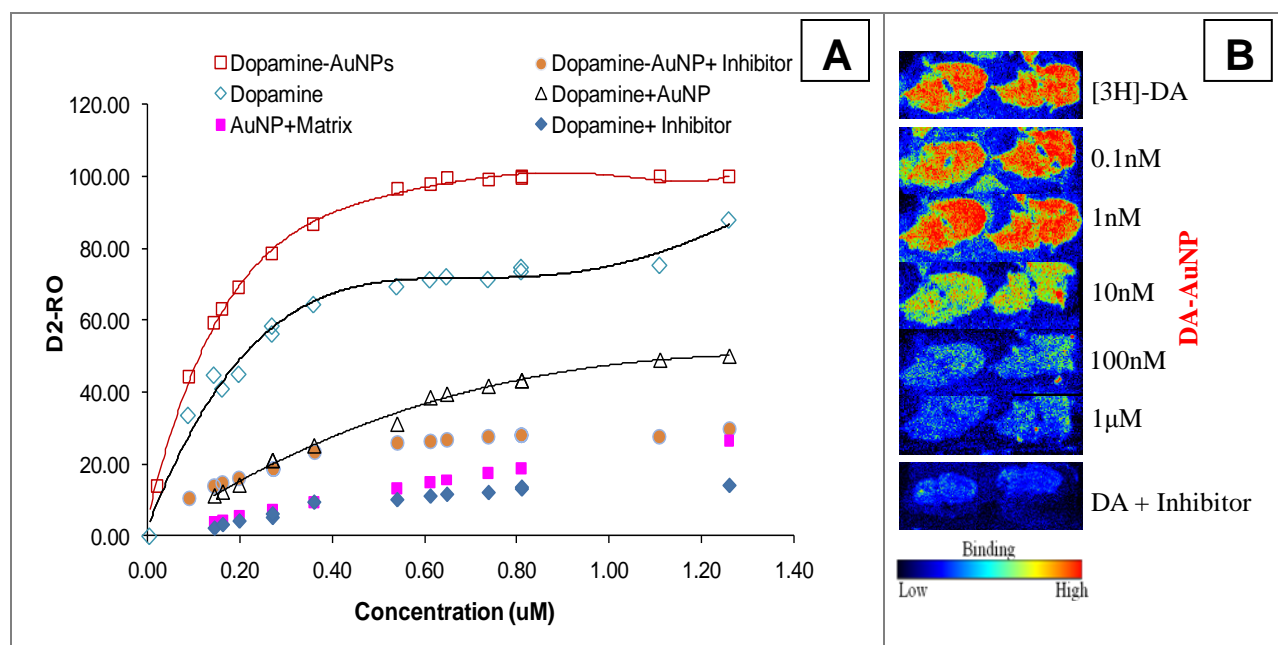 A
Dopamine-AuNPs
Dopamine-AuNP+ Inhibitor
Dopamine
Dopamine+AuNP
AuNP+Matrix
Dopamine+ Inhibitor
120.00
100.00
80.00
60.00
40.00
20.00
0.00
D2-RO
0.00 0.20 0.40 0.60 0.80 1.00 1.20 1.40
Concentration (uM)
B
[3H]-DA
0.1nM
1nM
10nM
100nM
1µM
DA-AuNP
DA + Inhibitor
Binding
Low High